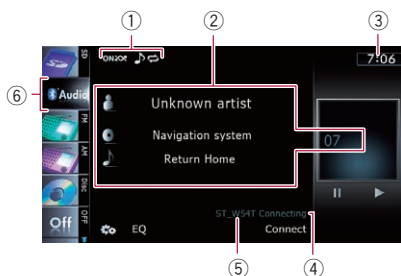 ① ② ③
SD
7:06
⑥
Audio
Unknown artist
FM
Navigation system
07
AM
Return Home
Disc
ST_W54T Connecting
Off
OFF
EQ
Connect
⑤ ④